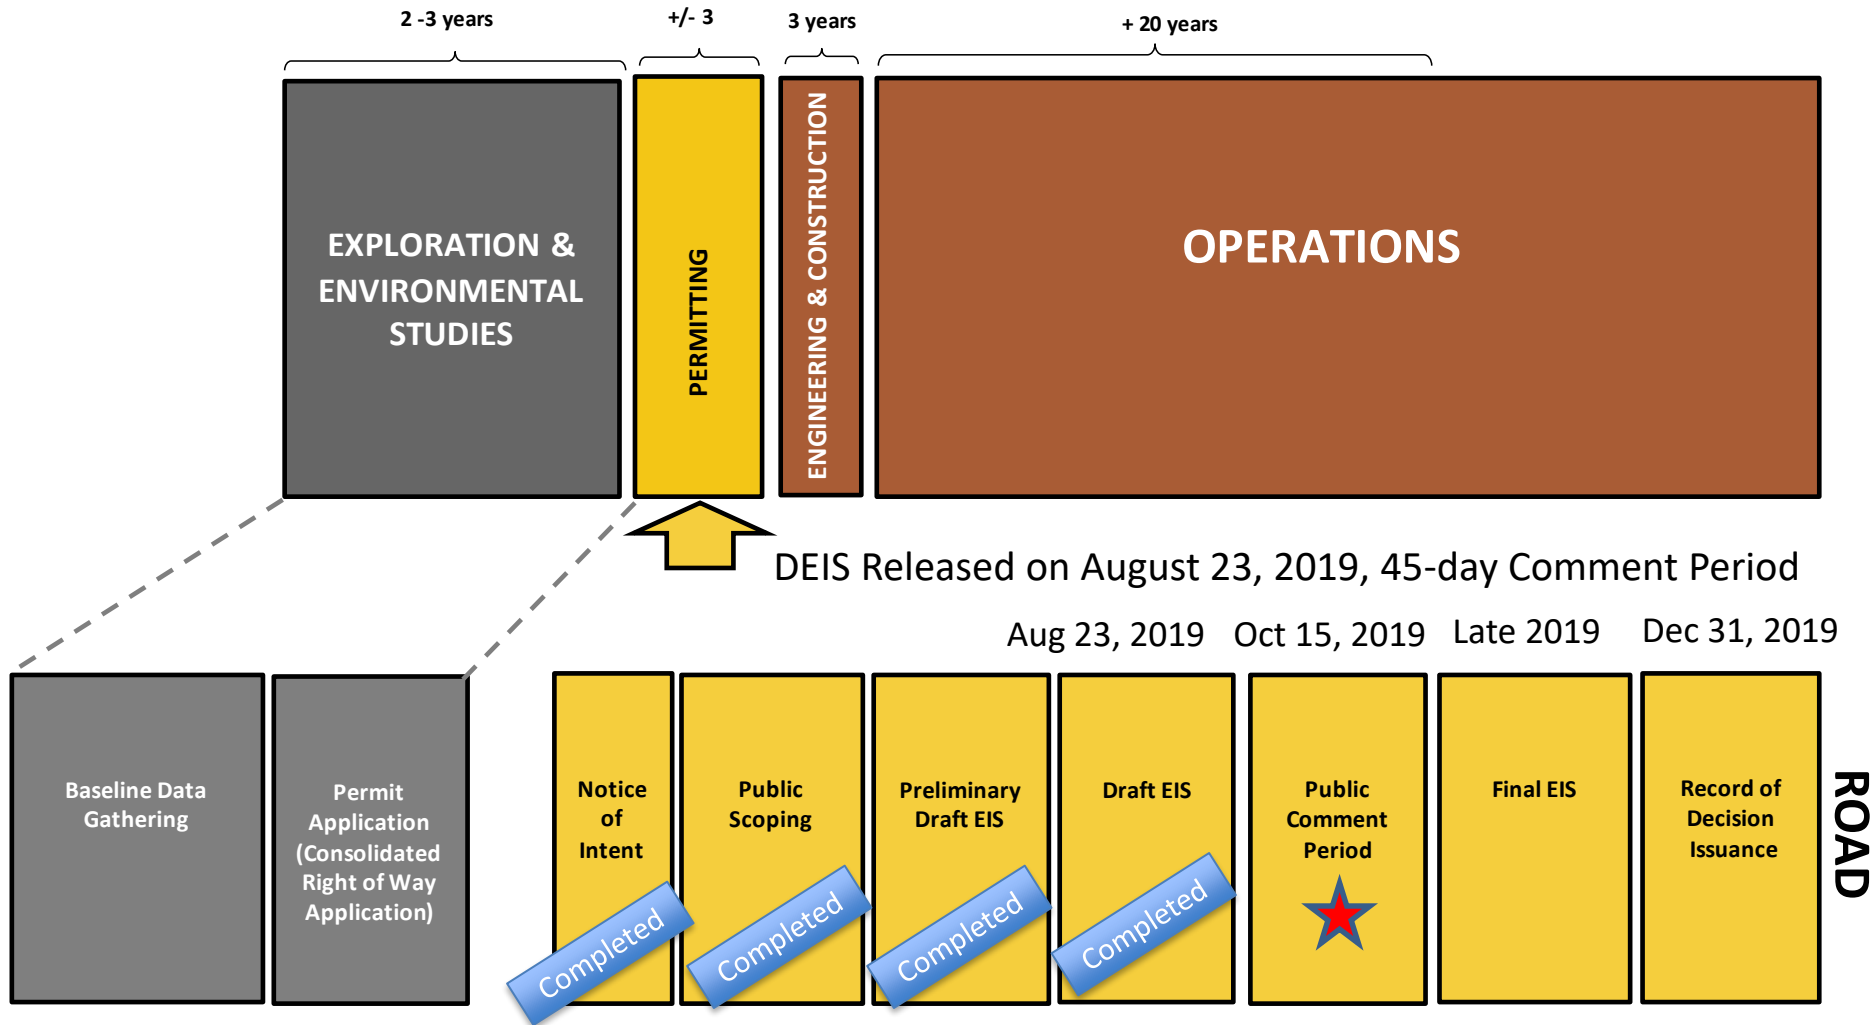 2 -3 years
+/- 3
3 years
+ 20 years
EXPLORATION &
ENVIRONMENTAL
STUDIES
PERMITTING
ENGINEERING & CONSTRUCTION
OPERATIONS
DEIS Released on August 23, 2019, 45-day Comment Period
Aug 23, 2019
Oct 15, 2019
Late 2019
Dec 31, 2019
Baseline Data
Gathering
Permit
Application
(Consolidated
Right of Way
Application)
Notice
of
Intent
Completed
Public
Scoping
Completed
Preliminary
Draft EIS
Completed
Draft EIS
Completed
Public
Comment
Period
Final EIS
Record of
Decision
Issuance
ROAD